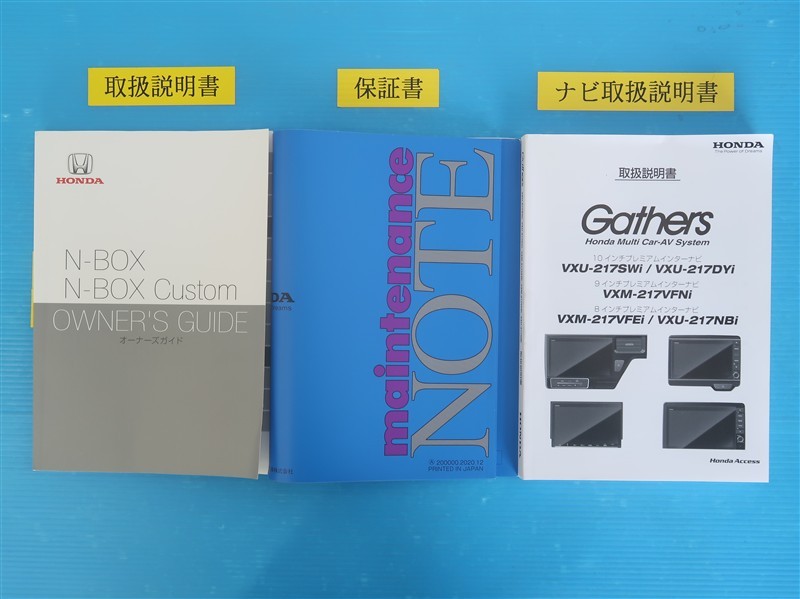 取扱説明書
保証書
ナビ取扱説明書
HONDA
N-BOX
N-BOX Custom
OWNER'S GUIDE
オーナーズガイド
maintenance
NOTE
200000.2020.12
PRINTED IN JAPAN
HONDA
The Power of Dreams
取扱説明書
Gathers
Honda Multi Car-AV System
10インチプレミアムインターナビ
VXU-217SWi / VXU-217DYi
9インチプレミアムインターナビ
VXM-217VFNi
8インチプレミアムインターナビ
VXM-217VFEi / VXU-217NBi
Honda Access